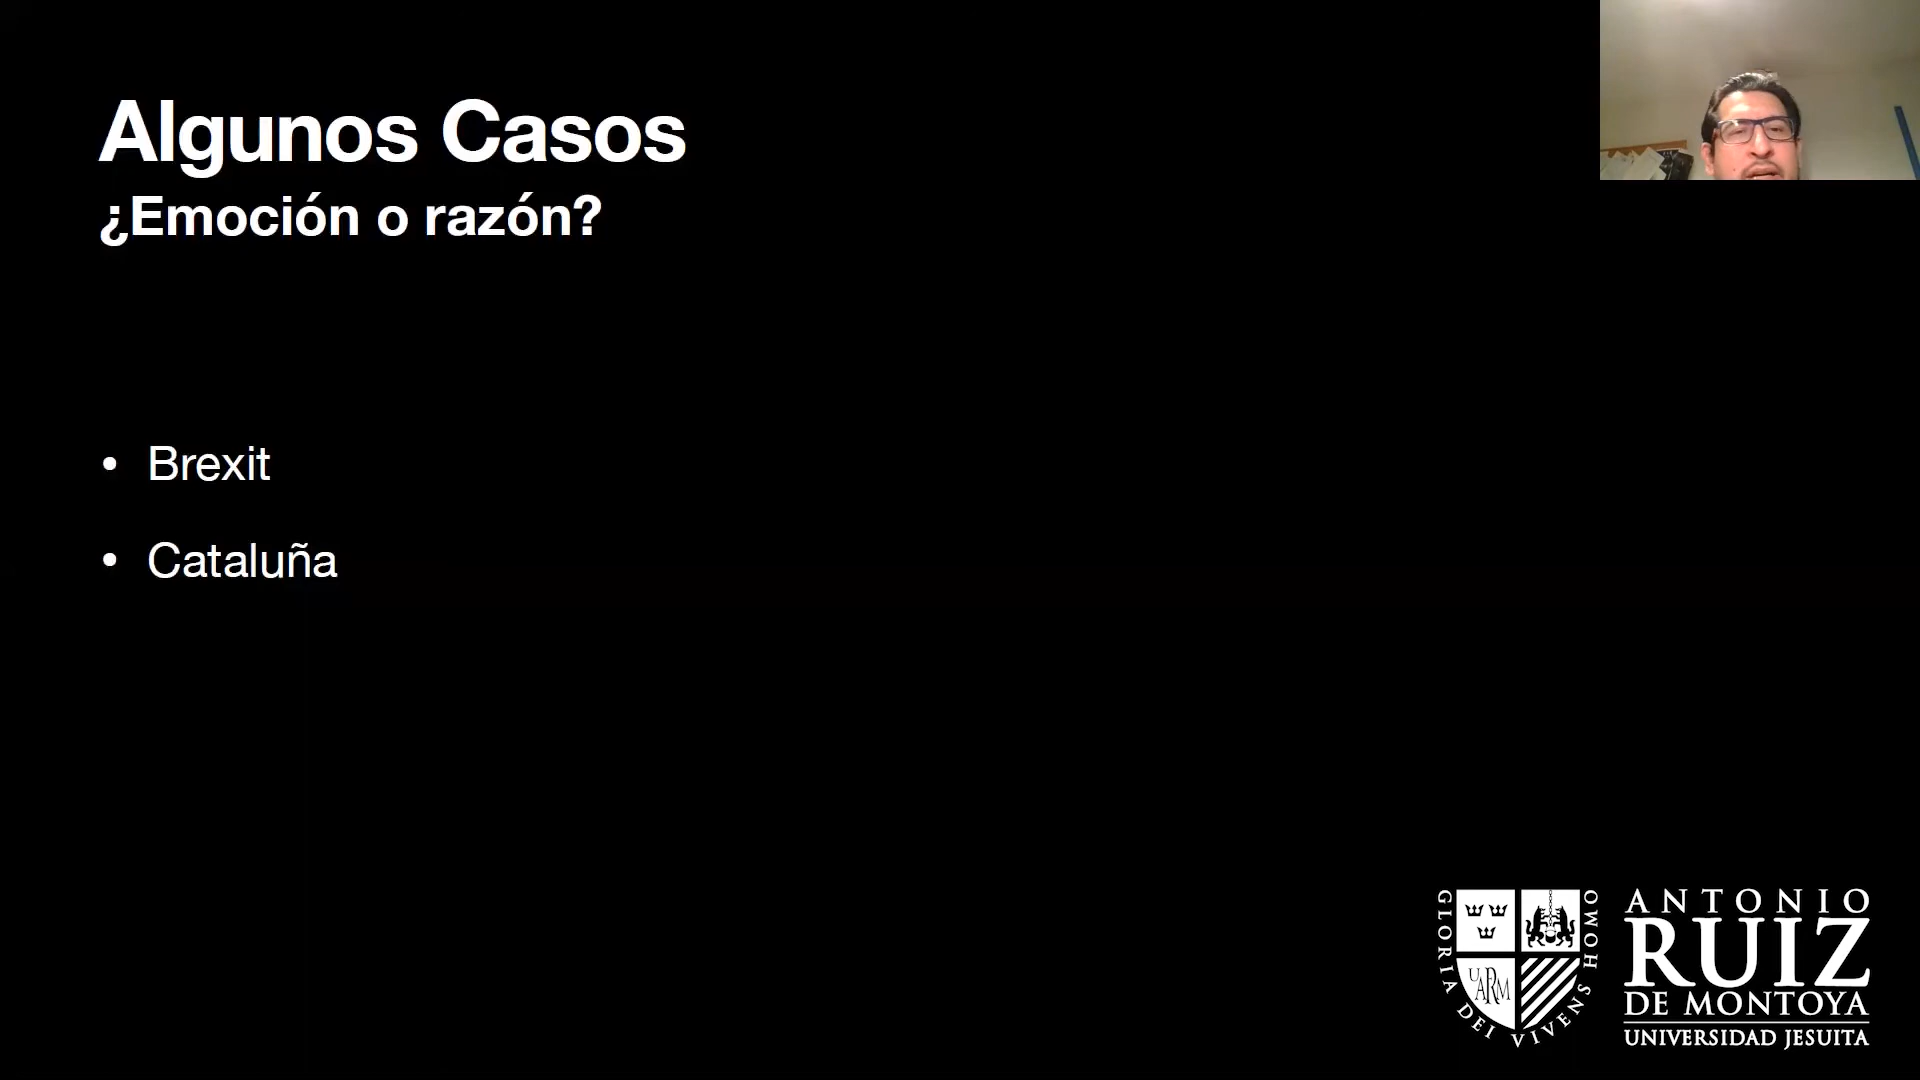 Algunos Casos
¿Emoción o razón?
• Brexit
• Cataluña
GLORIA DEI VIVENS HOMO
UARM
ANTONIO
RUIZ
DE MONTOYA
UNIVERSIDAD JESUITA